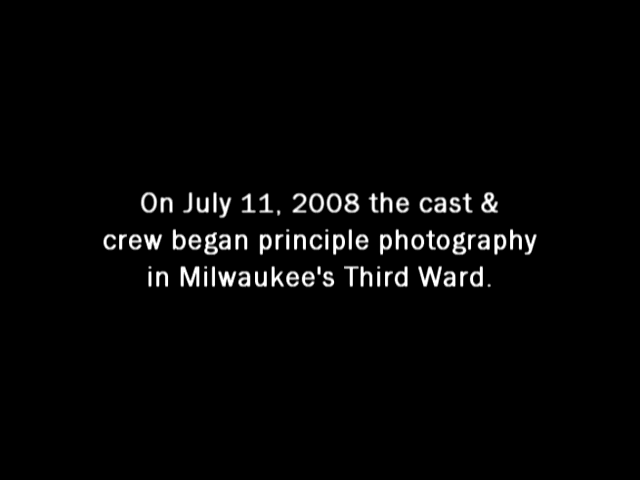 On July 11, 2008 the cast &
crew began principle photography
in Milwaukee's Third Ward.